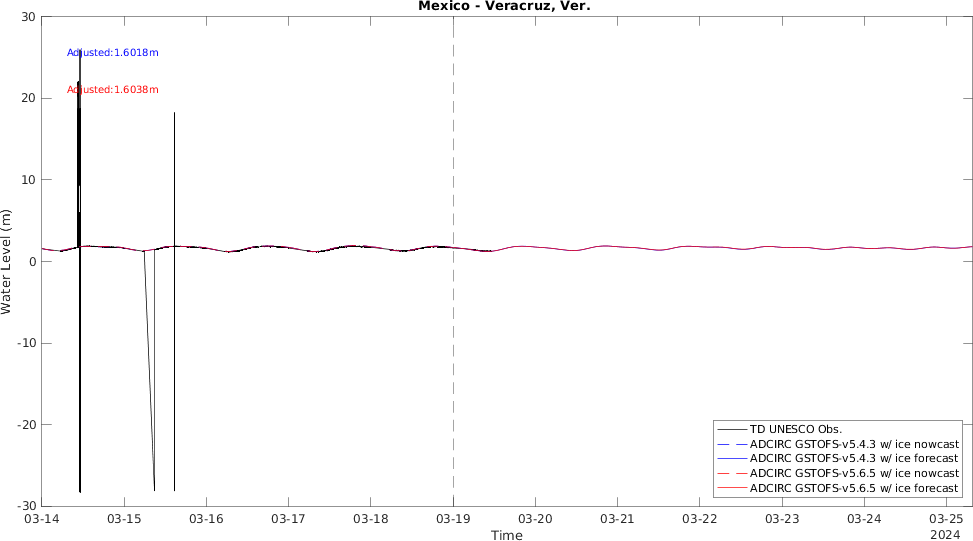 Mexico - Veracruz, Ver.
30
Adjusted:1.6018m
Adjusted:1.6038m
20
10
0
-10
-20
-30
Water Level (m)
TD UNESCO Obs.
ADCIRC GSTOFS-v5.4.3 w/ ice nowcast
ADCIRC GSTOFS-v5.4.3 w/ ice forecast
ADCIRC GSTOFS-v5.6.5 w/ ice nowcast
ADCIRC GSTOFS-v5.6.5 w/ ice forecast
03-14 03-15 03-16 03-17 03-18 03-19 03-20 03-21 03-22 03-23 03-24 03-25
Time
2024